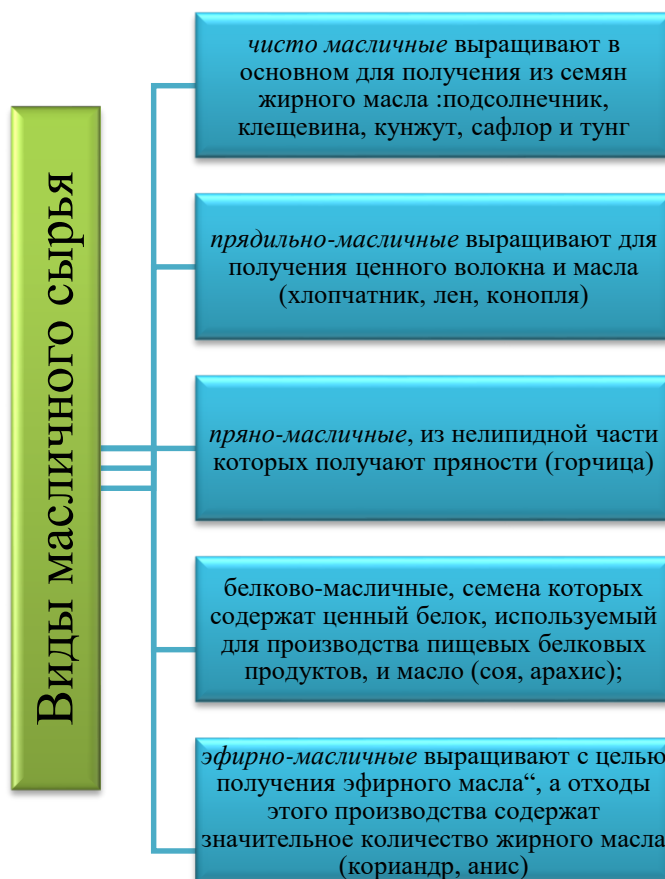 Виды масличного сырья
чисто масличные выращивают в
основном для получения из семян
жирного масла :подсолнечник,
клещевина, кунжут, сафлор и тунг
прядильно-масличные выращивают для
получения ценного волокна и масла
(хлопчатник, лен, конопля)
пряно-масличные, из нелипидной части
которых получают пряности (горчица)
белково-масличные, семена которых
содержат ценный белок, используемый
для производства пищевых белковых
продуктов, и масло (соя, арахис);
эфирно-масличные выращивают с целью
получения эфирного масла“, а отходы
этого производства содержат
значительное количество жирного масла
(кориандр, анис)